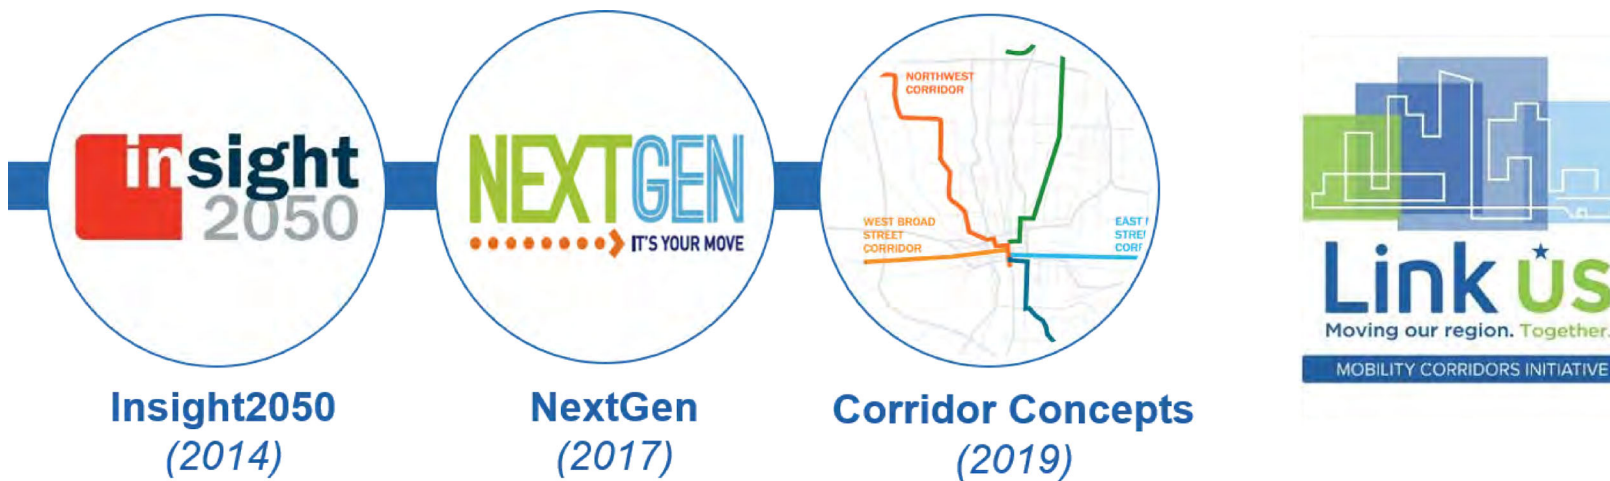 insight
2050
NEXTGEN
IT'S YOUR MOVE
NORTHWEST
CORRIDOR
WEST BROAD
STREET
CORRIDOR
EAST
Link US
Moving our region. Together.
MOBILITY CORRIDORS INITIATIVE
Insight2050
(2014)
NextGen
(2017)
Corridor Concepts
(2019)